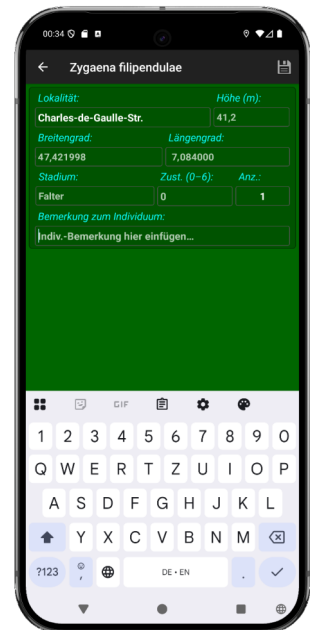 00:34
Zygaena filipendulae
Lokalität: Höhe (m):
Charles-de-Gaulle-Str. 41,2
Breitengrad: Längengrad:
47,421998 7,084000
Stadium: Zust. (0–6): Anz.:
Falter 0 1
Bemerkung zum Individuum:
Indiv.-Bemerkung hier einfügen…
GIF
1 2 3 4 5 6 7 8 9 0
Q W E R T Z U I O P
A S D F G H J K L
Y X C V B N M
?123 , DE • EN .